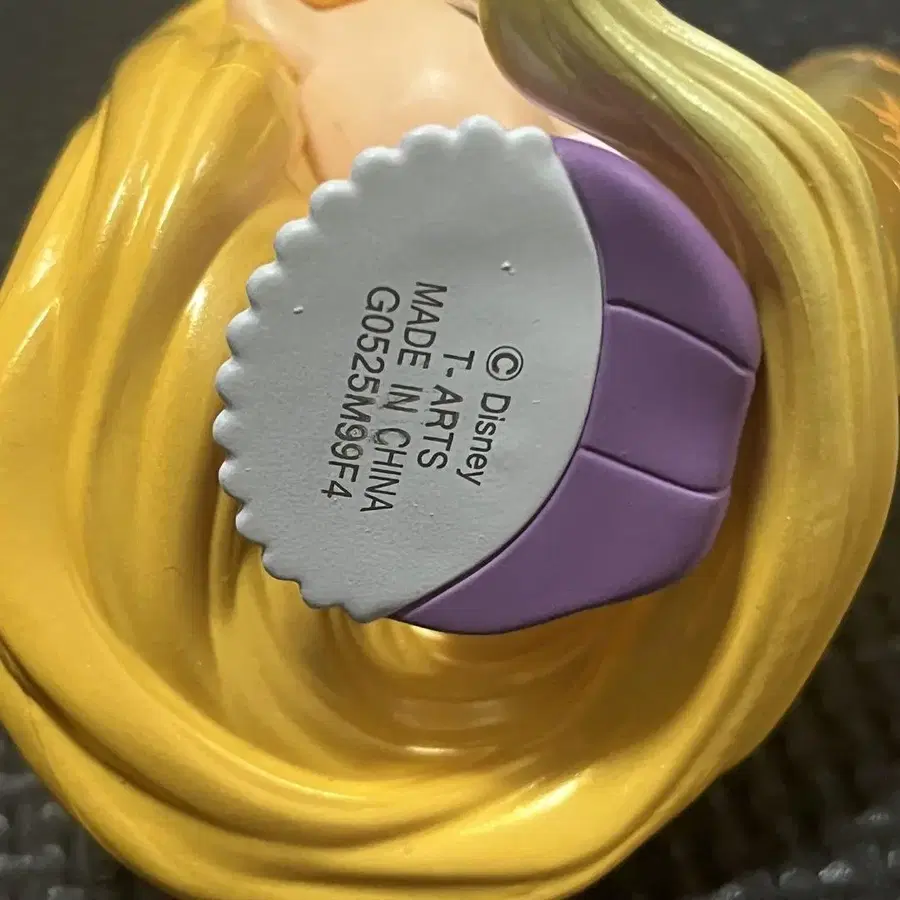 © Disney
T-ARTS
MADE IN CHINA
G0525M99F4